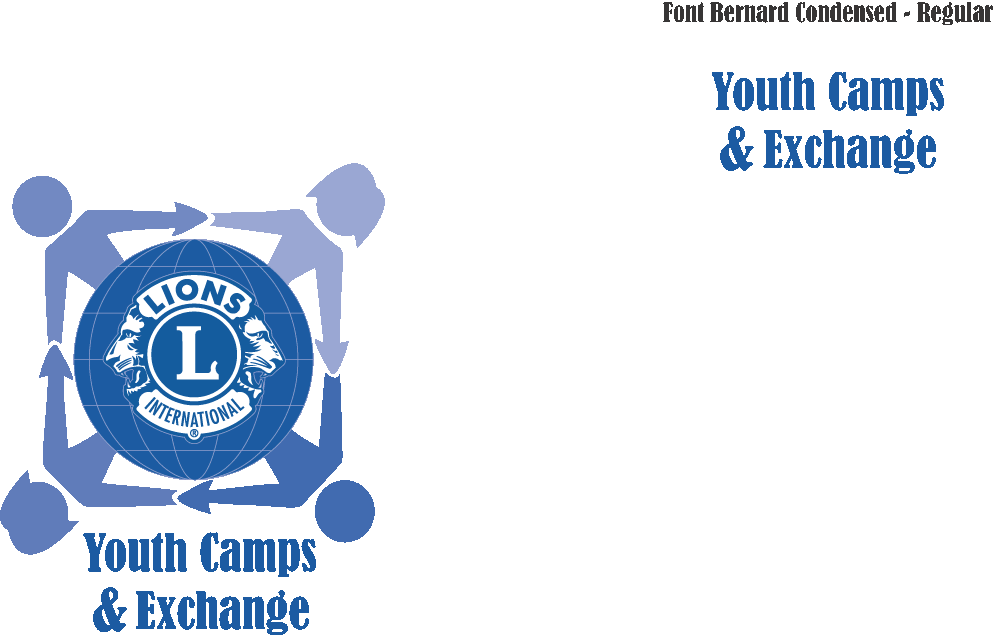 Font Bernard Condensed - Regular
Youth Camps
& Exchange
LIONS
L
INTERNATIONAL
®
Youth Camps
& Exchange